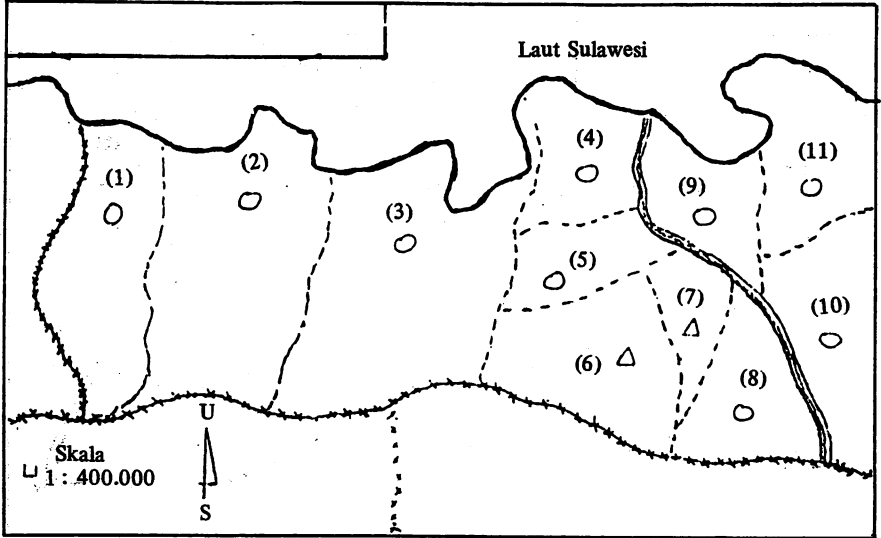 Laut Sulawesi
(1)
(2)
(3)
(4)
(9)
(11)
(5)
(7)
(10)
(6)
(8)
U
S
Skala
1 : 400.000